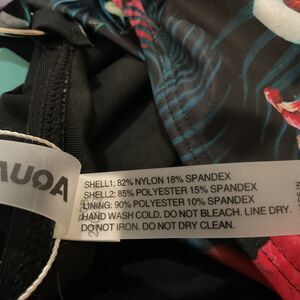 SHELL1: 82% NYLON 18% SPANDEX
SHELL2: 85% POLYESTER 15% SPANDEX
LINING: 90% POLYESTER 10% SPANDEX
HAND WASH COLD. DO NOT BLEACH. LINE DRY.
DO NOT IRON. DO NOT DRY CLEAN.